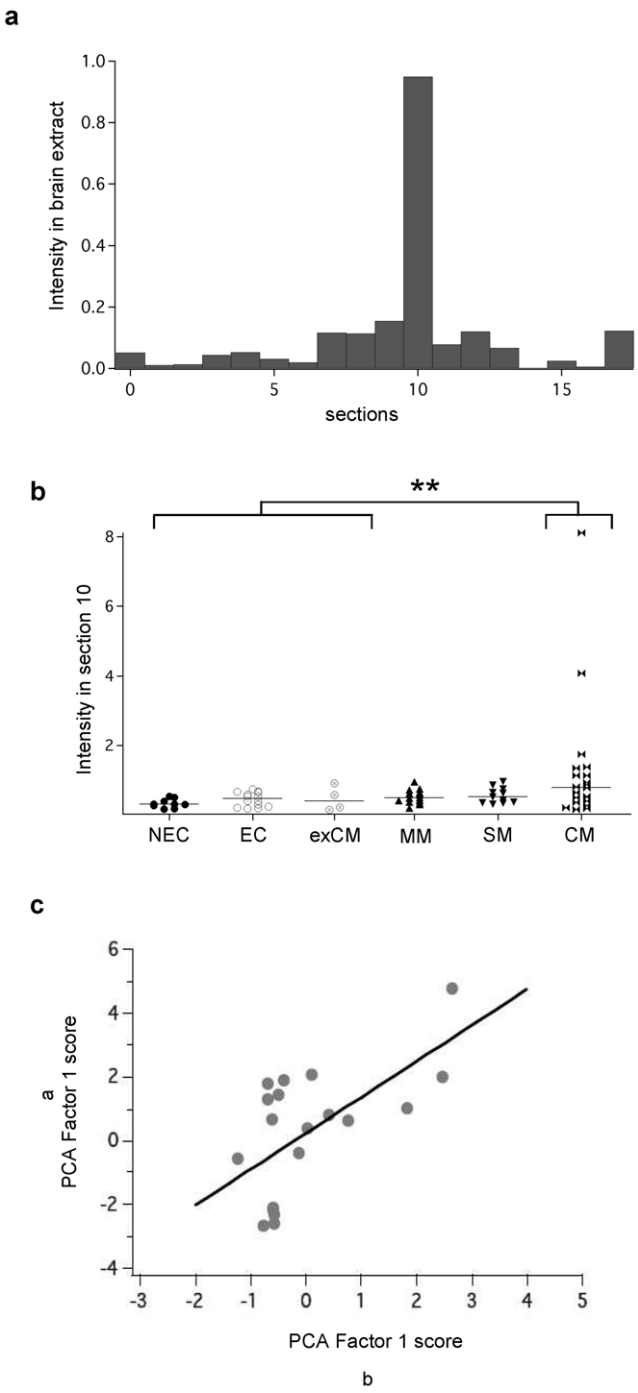 a
Intensity in brain extract
1.0
0.8
0.6
0.4
0.2
0.0
0 5 10 15
sections
b
**
Intensity in section 10
8
6
4
2
NEC EC exCM MM SM CM
c
a
PCA Factor 1 score
6
4
2
0
-2
-4
-3 -2 -1 0 1 2 3 4 5
PCA Factor 1 score
b